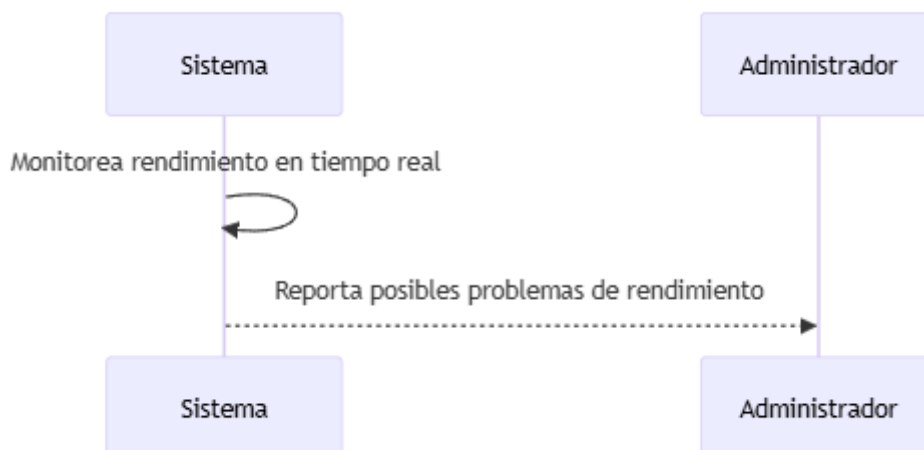 Sistema
Administrador
Monitorea rendimiento en tiempo real
Reporta posibles problemas de rendimiento
Sistema
Administrador